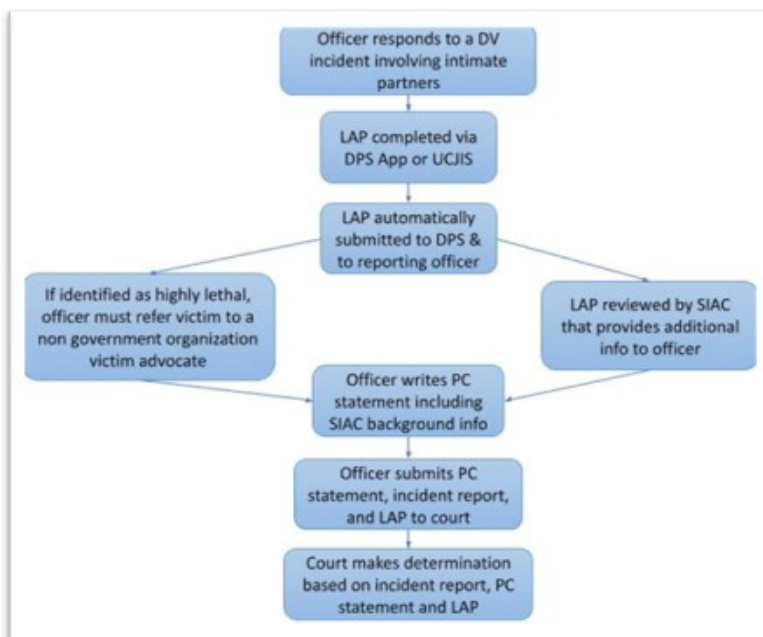 Officer responds to a DV
incident involving intimate
partners
LAP completed via
DPS App or UCJIS
LAP automatically
submitted to DPS &
to reporting officer
If identified as highly lethal,
officer must refer victim to a
non government organization
victim advocate
LAP reviewed by SIAC
that provides additional
info to officer
Officer writes PC
statement including
SIAC background info
Officer submits PC
statement, incident report,
and LAP to court
Court makes determination
based on incident report, PC
statement and LAP